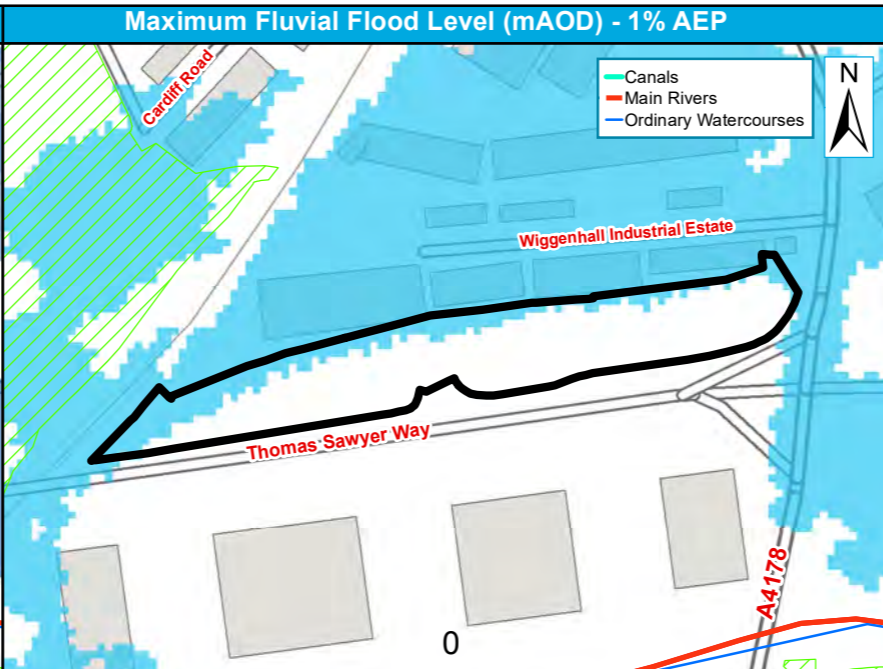 Maximum Fluvial Flood Level (mAOD) - 1% AEP
Canals
Main Rivers
Ordinary Watercourses
N
Cardiff Road
Wiggenhall Industrial Estate
Thomas Sawyer Way
A4178
0